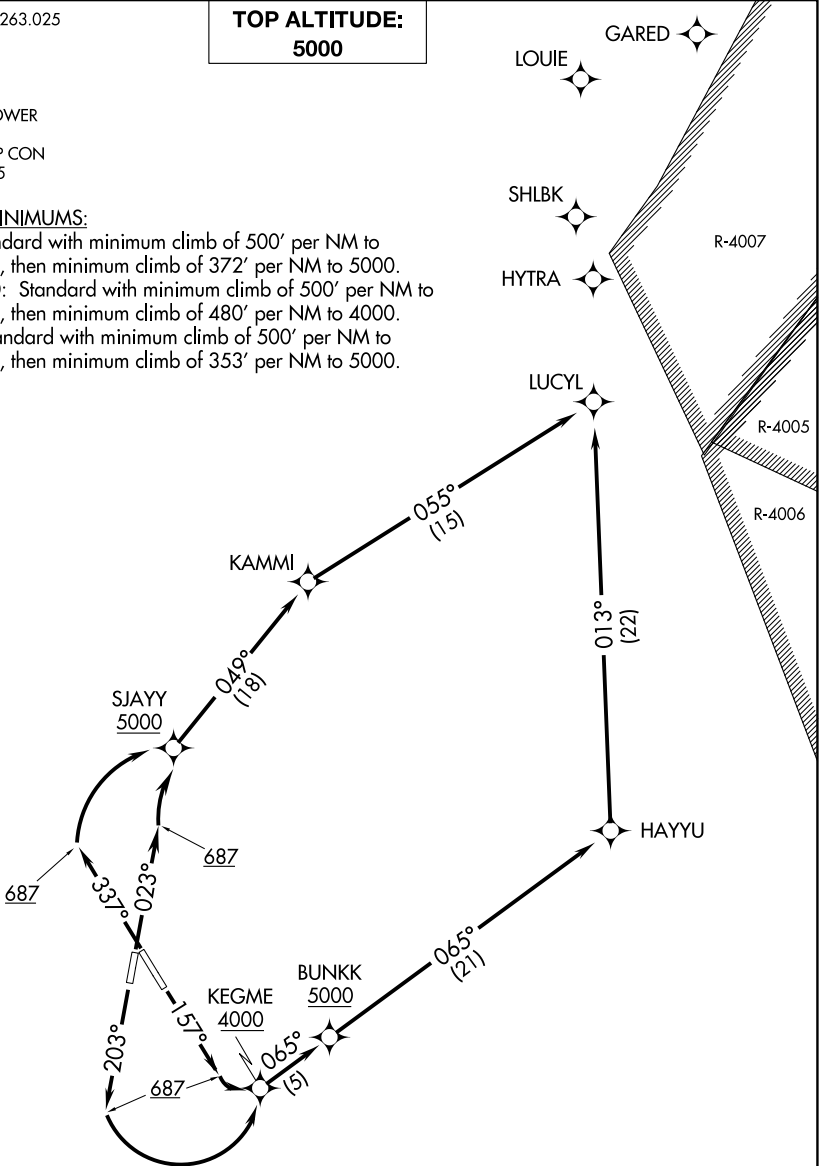 263.025
TOP ALTITUDE:
5000
GARED
LOUIE
CON
SHLBK
R-4007
NIMUMS:
dard with minimum climb of 500' per NM to
, then minimum climb of 372' per NM to 5000.
: Standard with minimum climb of 500' per NM to
, then minimum climb of 480' per NM to 4000.
andard with minimum climb of 500' per NM to
, then minimum climb of 353' per NM to 5000.
HYTRA
LUCYL
R-4005
R-4006
055°
(15)
KAMMI
013°
(22)
049°
(18)
SJAYY
5000
HAYYU
687
687
337°
023°
065°
(21)
BUNKK
5000
KEGME
4000
157°
203°
065°
(5)
687